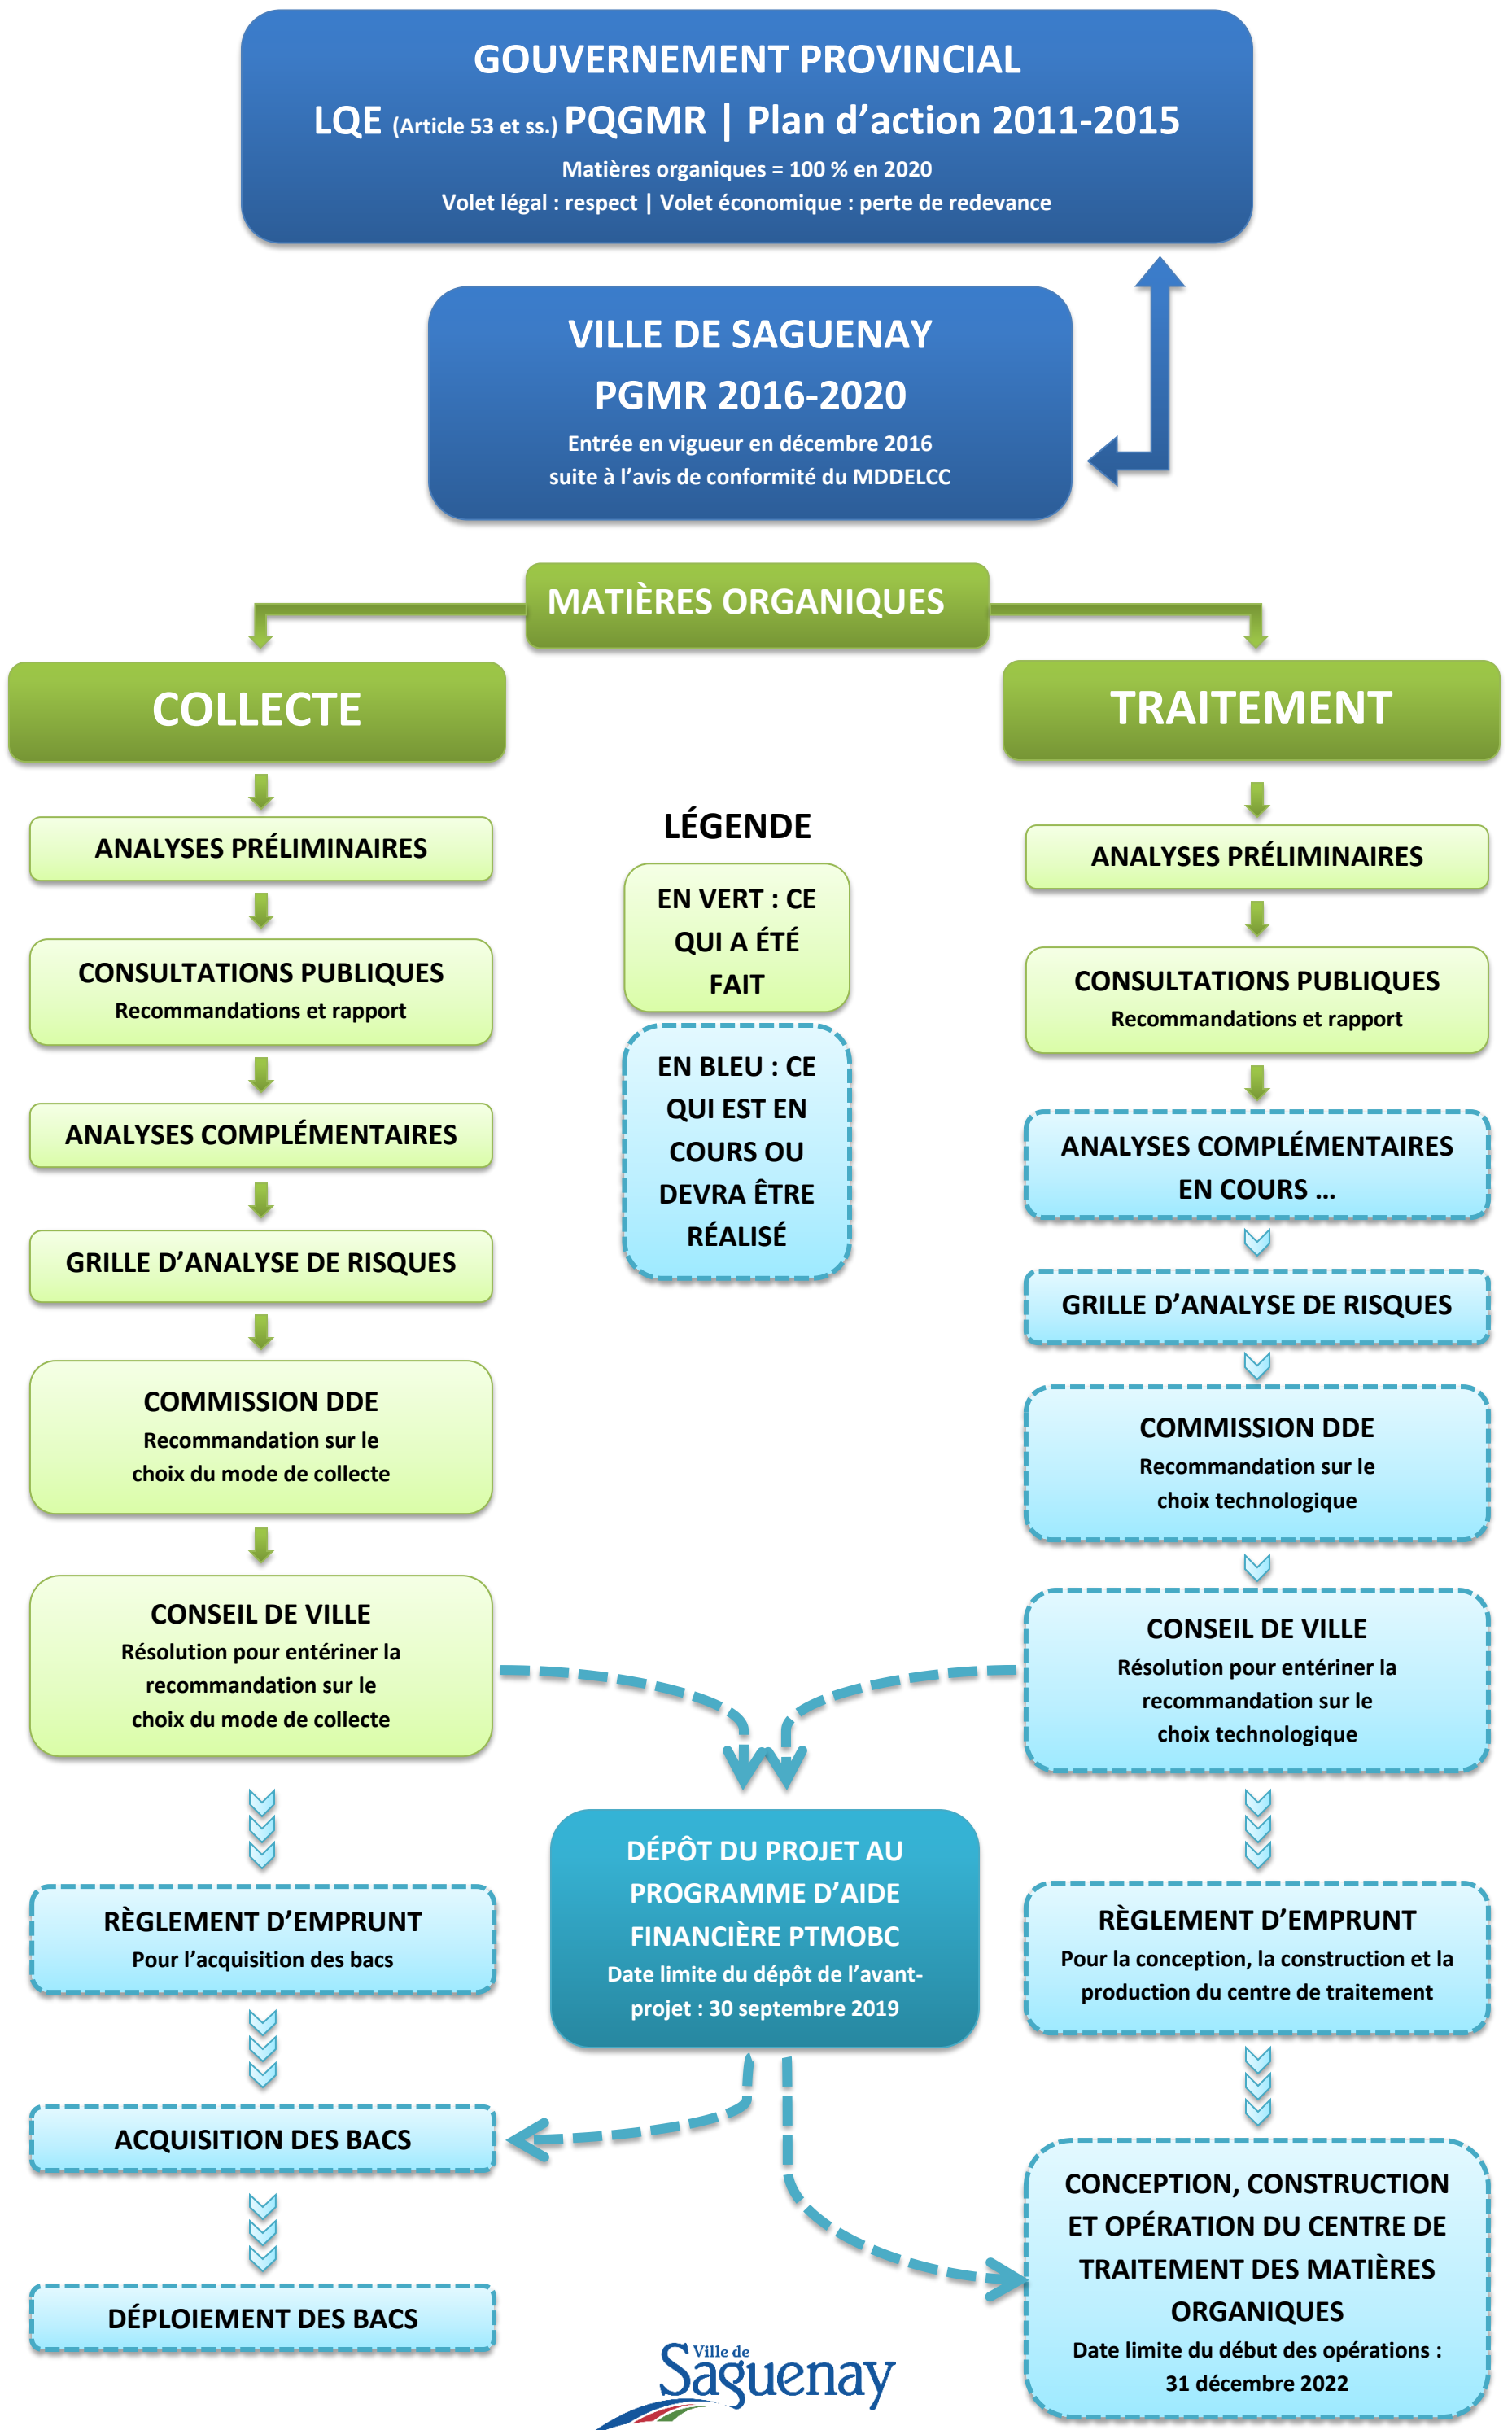 GOUVERNEMENT PROVINCIAL
LQE (Article 53 et ss.) PQGMR | Plan d’action 2011-2015
Matières organiques = 100 % en 2020
Volet légal : respect | Volet économique : perte de redevance
VILLE DE SAGUENAY
PGMR 2016-2020
Entrée en vigueur en décembre 2016
suite à l’avis de conformité du MDDELCC
MATIÈRES ORGANIQUES
COLLECTE
ANALYSES PRÉLIMINAIRES
CONSULTATIONS PUBLIQUES
Recommandations et rapport
ANALYSES COMPLÉMENTAIRES
GRILLE D’ANALYSE DE RISQUES
COMMISSION DDE
Recommandation sur le
choix du mode de collecte
CONSEIL DE VILLE
Résolution pour entériner la
recommandation sur le
choix du mode de collecte
RÈGLEMENT D’EMPRUNT
Pour l’acquisition des bacs
ACQUISITION DES BACS
DÉPLOIEMENT DES BACS
LÉGENDE
EN VERT : CE
QUI A ÉTÉ
FAIT
EN BLEU : CE
QUI EST EN
COURS OU
DEVRA ÊTRE
RÉALISÉ
DÉPÔT DU PROJET AU
PROGRAMME D’AIDE
FINANCIÈRE PTMOBC
Date limite du dépôt de l’avant-
projet : 30 septembre 2019
TRAITEMENT
ANALYSES PRÉLIMINAIRES
CONSULTATIONS PUBLIQUES
Recommandations et rapport
ANALYSES COMPLÉMENTAIRES
EN COURS …
GRILLE D’ANALYSE DE RISQUES
COMMISSION DDE
Recommandation sur le
choix technologique
CONSEIL DE VILLE
Résolution pour entériner la
recommandation sur le
choix technologique
RÈGLEMENT D’EMPRUNT
Pour la conception, la construction et la
production du centre de traitement
CONCEPTION, CONSTRUCTION
ET OPÉRATION DU CENTRE DE
TRAITEMENT DES MATIÈRES
ORGANIQUES
Date limite du début des opérations :
31 décembre 2022
Ville de
Saguenay